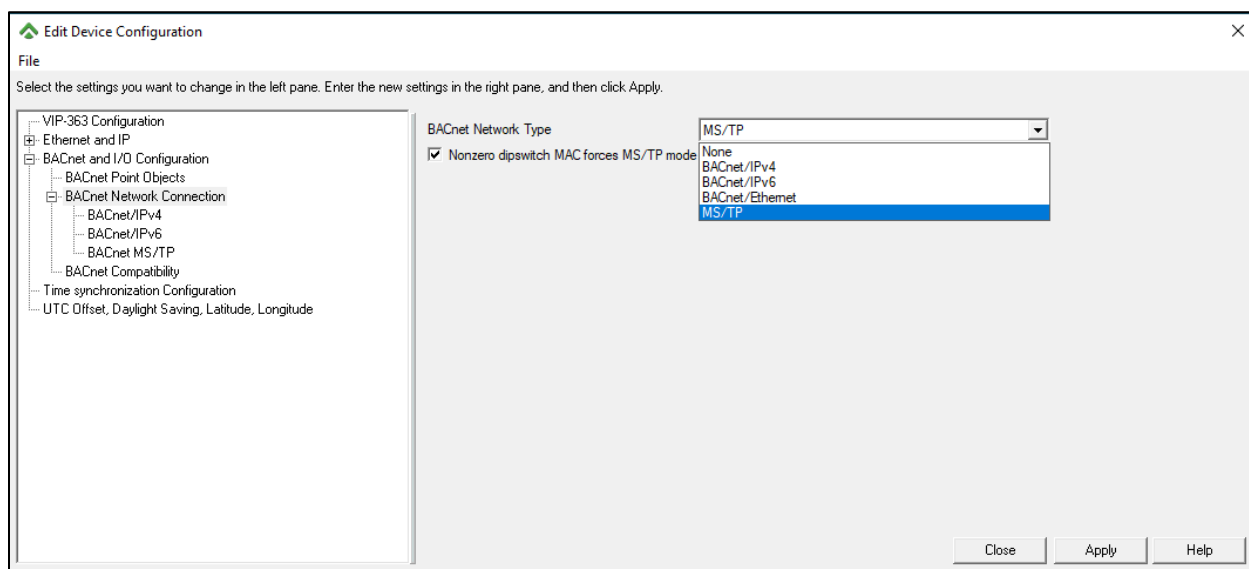 Edit Device Configuration
File
Select the settings you want to change in the left pane. Enter the new settings in the right pane, and then click Apply.
VIP-363 Configuration
Ethernet and IP
BACnet and I/O Configuration
BACnet Point Objects
BACnet Network Connection
BACnet/IPv4
BACnet/IPv6
BACnet MS/TP
BACnet Compatibility
Time synchronization Configuration
UTC Offset, Daylight Saving, Latitude, Longitude
BACnet Network Type
MS/TP
Nonzero dipswitch MAC forces MS/TP mode
None
BACnet/IPv4
BACnet/IPv6
BACnet/Ethernet
MS/TP
Close
Apply
Help